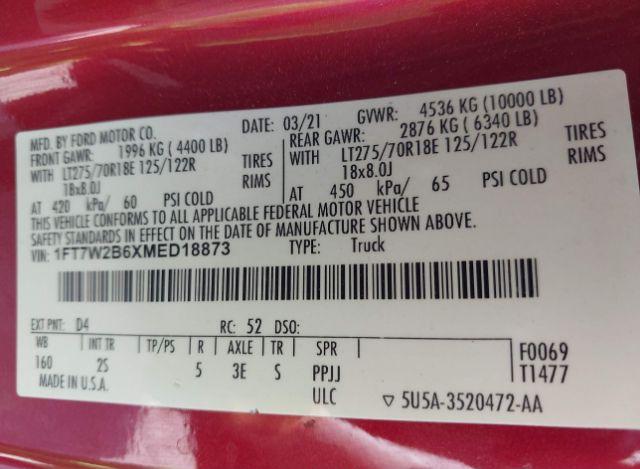 MFD. BY FORD MOTOR CO. DATE: 03/21 GVWR: 4536 KG (10000 LB)
FRONT GAWR: 1996 KG (4400 LB) REAR GAWR: 2876 KG (6340 LB)
WITH LT275/70R18E 125/122R TIRES WITH LT275/70R18E 125/122R TIRES
18x8.0J RIMS 18x8.0J RIMS
AT 420 kPa/ 60 PSI COLD AT 450 kPa/ 65 PSI COLD
THIS VEHICLE CONFORMS TO ALL APPLICABLE FEDERAL MOTOR VEHICLE
SAFETY STANDARDS IN EFFECT ON THE DATE OF MANUFACTURE SHOWN ABOVE.
VIN: 1FT7W2B6XMED18873 TYPE: Truck
EXT PNT: D4 RC: 52 DSO:
WB INT TR TP/PS R AXLE TR SPR F0069
160 2S 5 3E S PPJJ T1477
MADE IN U.S.A. ULC ▽ 5U5A-3520472-AA